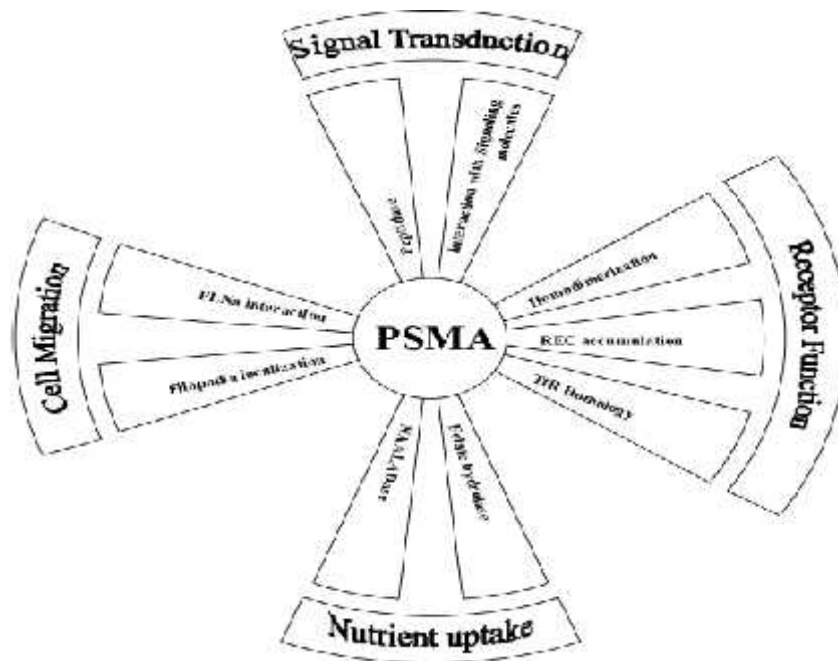 Signal Transduction
Peptidase
Interaction with Signaling
molecules
Cell Migration
FLNa interaction
Filopodia localization
PSMA
Homodimerization
REC accumulation
TfR Homology
Receptor Function
NAALADase
Folate hydrolase
Nutrient uptake